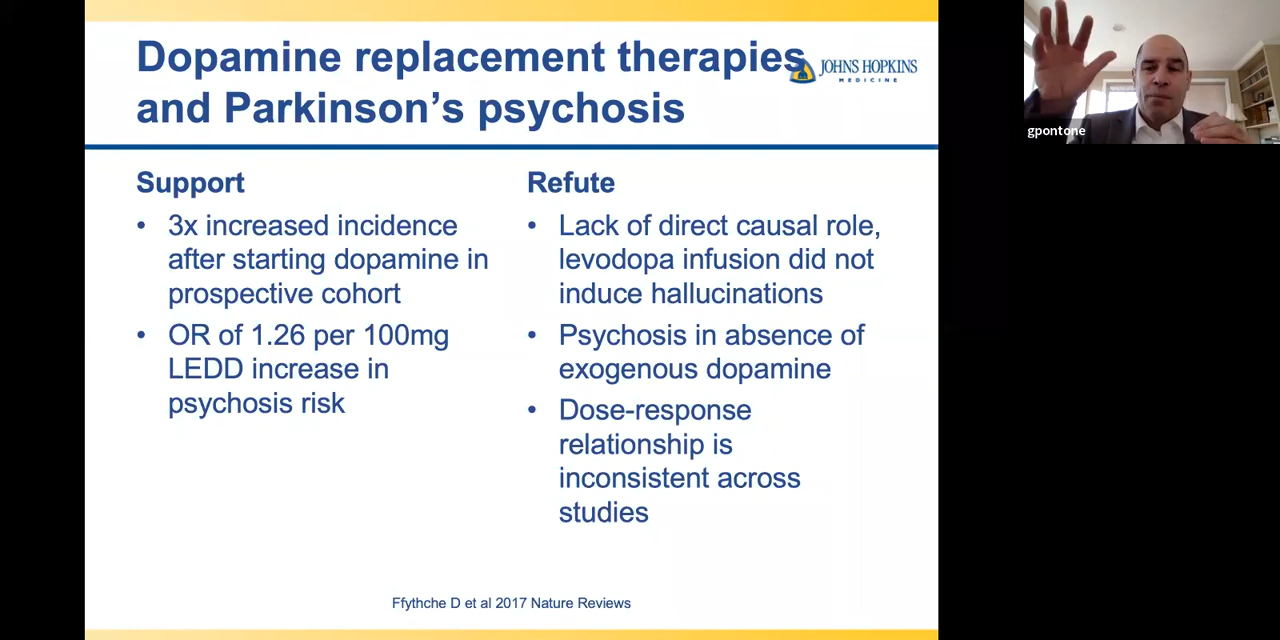 Dopamine replacement therapies
and Parkinson's psychosis
JOHNS HOPKINS
MEDICINE
gpontone
Support
• 3x increased incidence
after starting dopamine in
prospective cohort
• OR of 1.26 per 100mg
LEDD increase in
psychosis risk
Refute
• Lack of direct causal role,
levodopa infusion did not
induce hallucinations
• Psychosis in absence of
exogenous dopamine
• Dose-response
relationship is
inconsistent across
studies
Ffythche D et al 2017 Nature Reviews